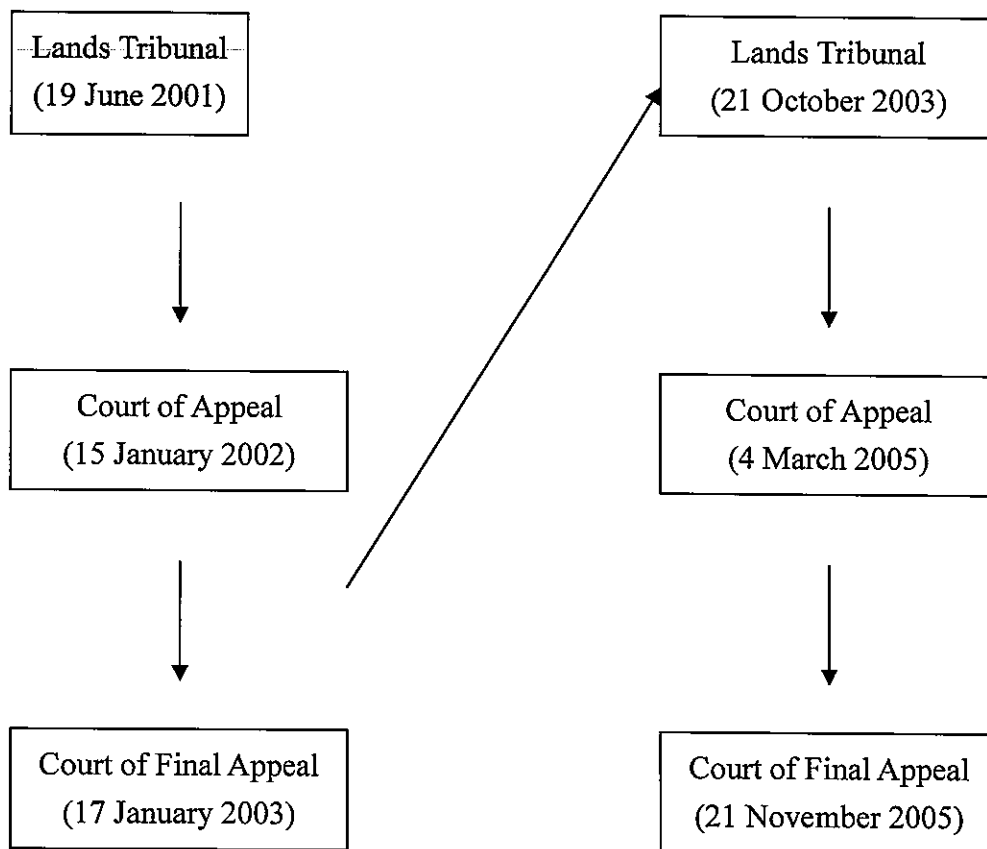 Lands Tribunal
(19 June 2001)
Court of Appeal
(15 January 2002)
Court of Final Appeal
(17 January 2003)
Lands Tribunal
(21 October 2003)
Court of Appeal
(4 March 2005)
Court of Final Appeal
(21 November 2005)